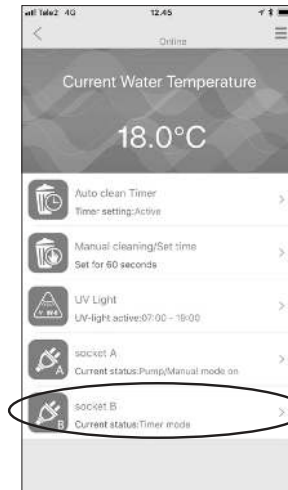 Tele2 4G 12.45
Online
Current Water Temperature
18.0°C
Auto clean Timer
Timer setting:Active
Manual cleaning/Set time
Set for 60 seconds
UV Light
UV-light active:07:00 - 19:00
A
socket A
Current status:Pump/Manual mode on
B
socket B
Current status:Timer mode